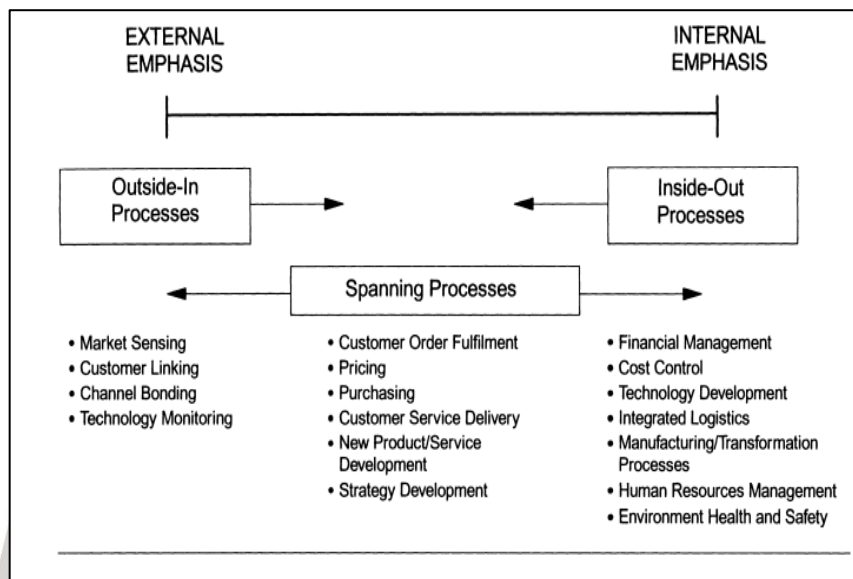 EXTERNAL
EMPHASIS
INTERNAL
EMPHASIS
Outside-In
Processes
Inside-Out
Processes
Spanning Processes
• Market Sensing
• Customer Linking
• Channel Bonding
• Technology Monitoring
• Customer Order Fulfilment
• Pricing
• Purchasing
• Customer Service Delivery
• New Product/Service
Development
• Strategy Development
• Financial Management
• Cost Control
• Technology Development
• Integrated Logistics
• Manufacturing/Transformation
Processes
• Human Resources Management
• Environment Health and Safety